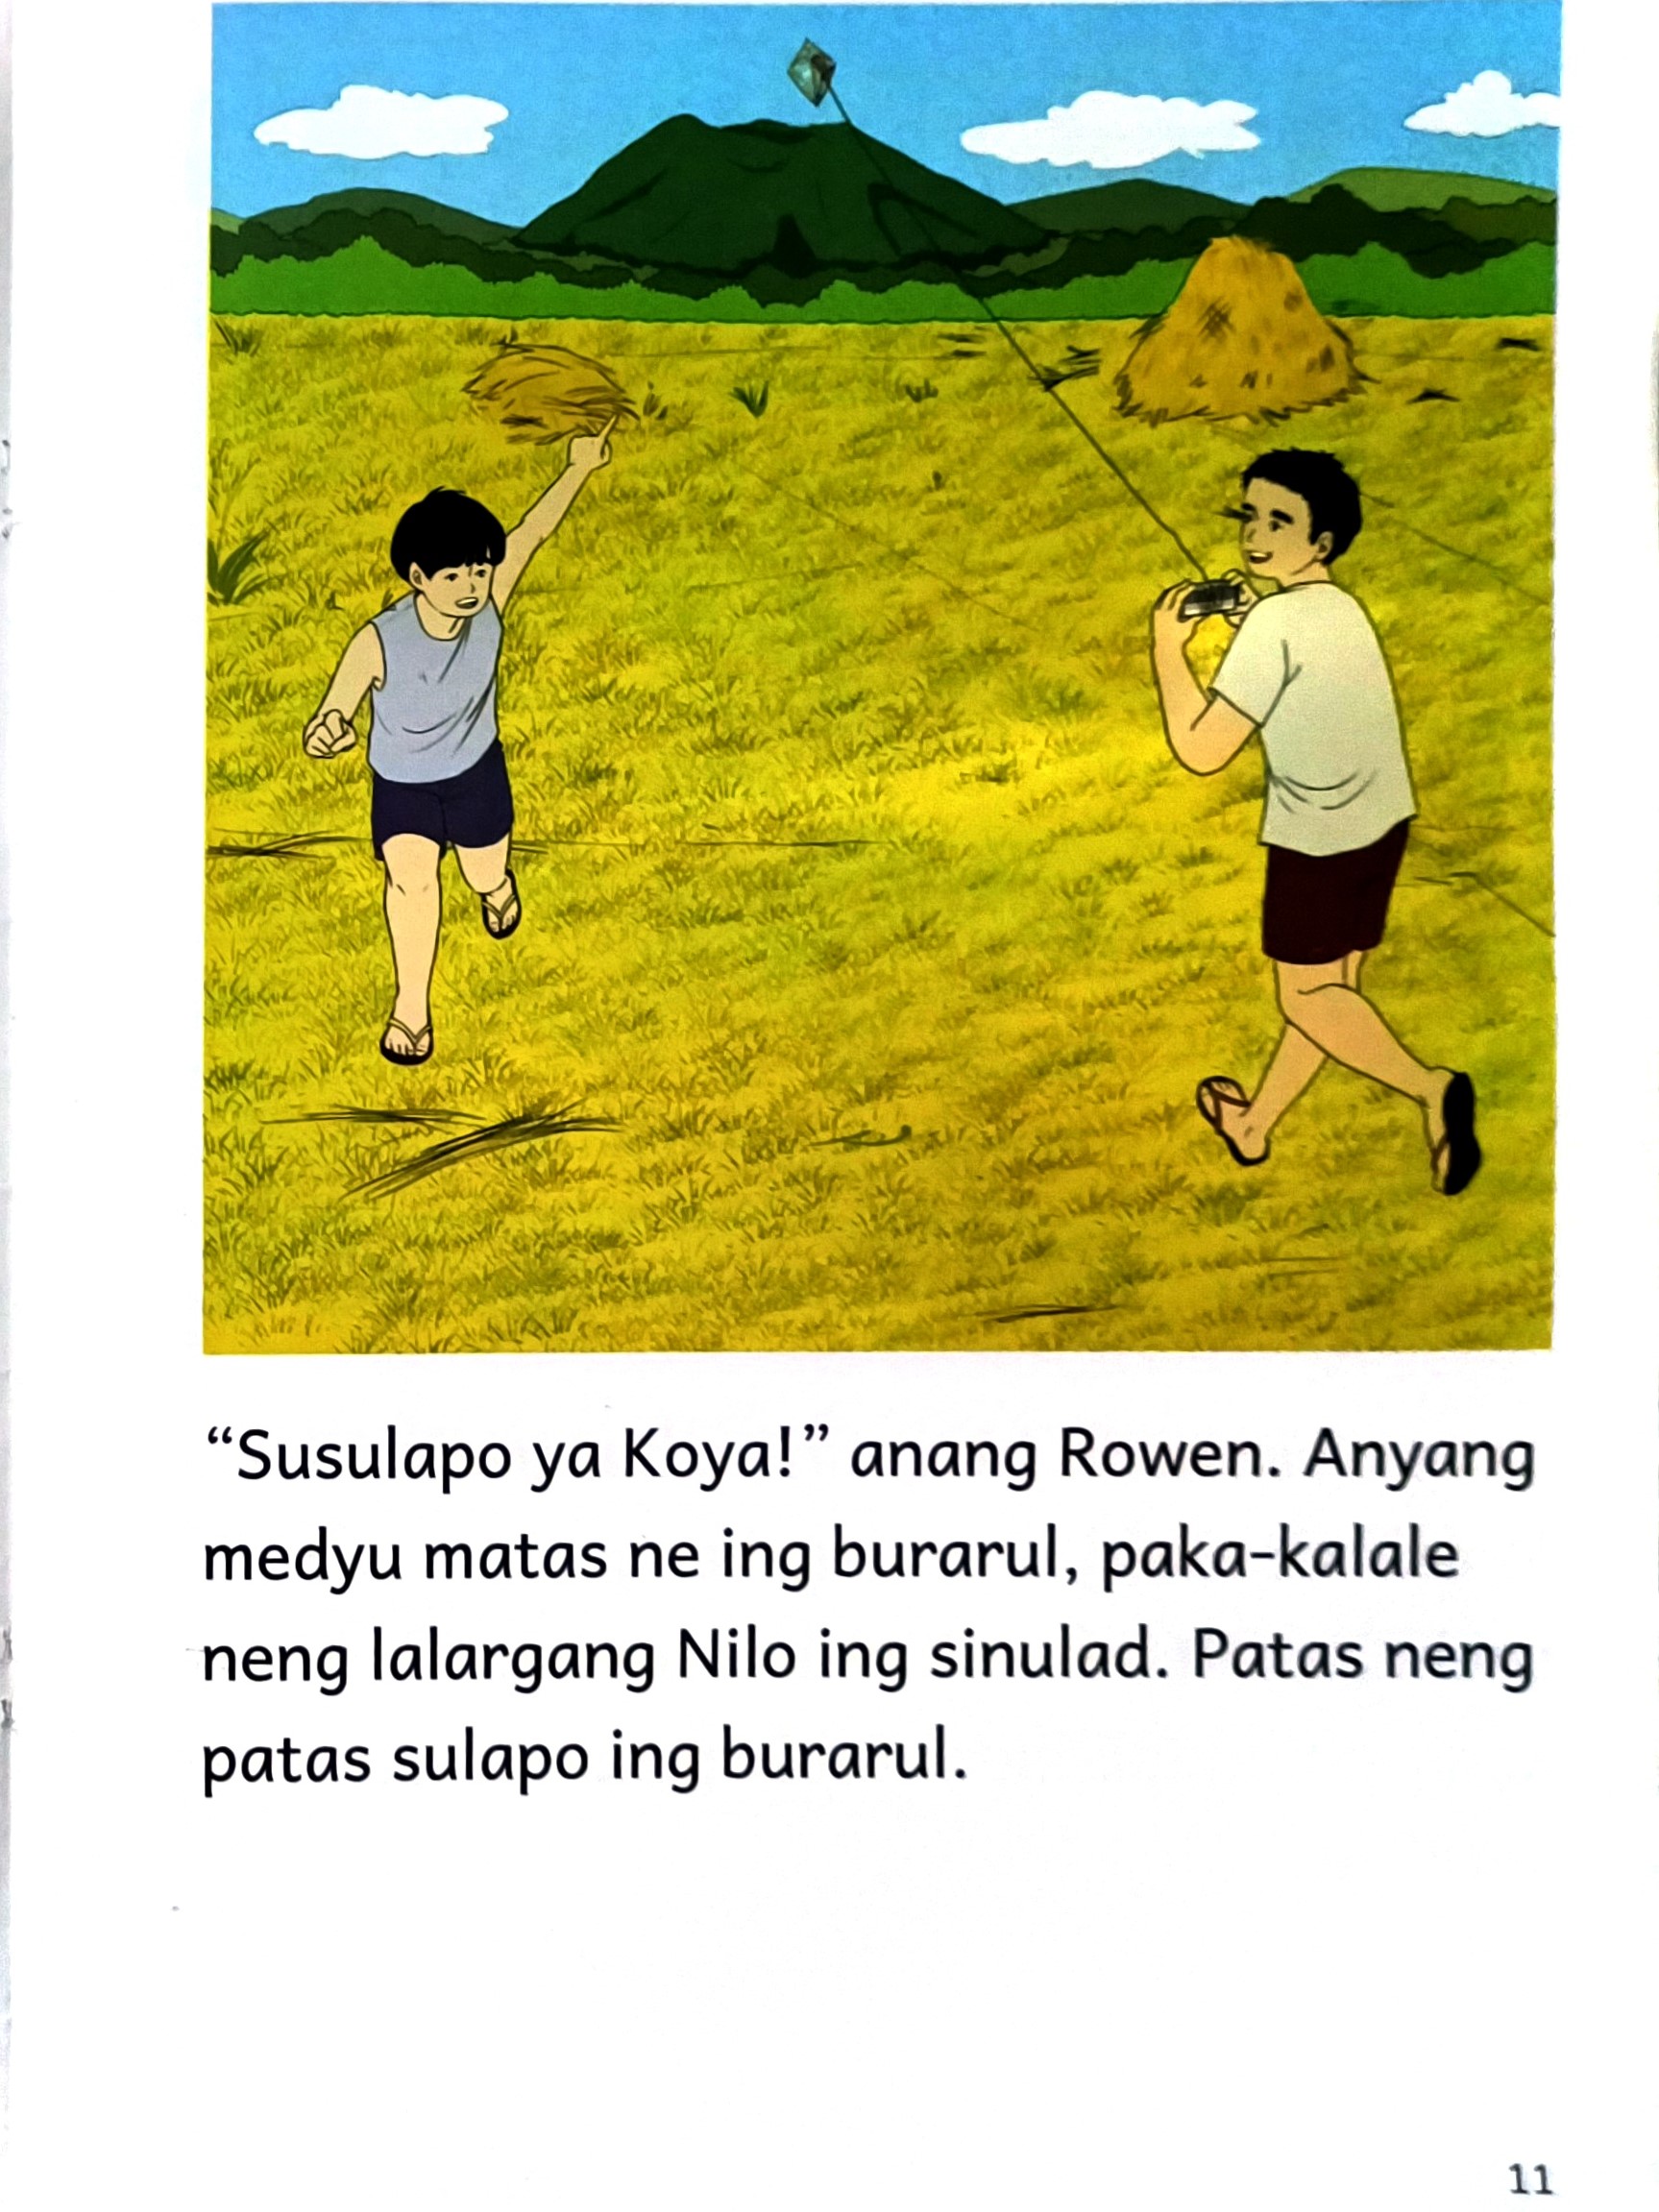 “Susulapo ya Koya!” anang Rowen. Anyang
medyu matas ne ing burarul, paka-kalale
neng lalargang Nilo ing sinulad. Patas neng
patas sulapo ing burarul.
11